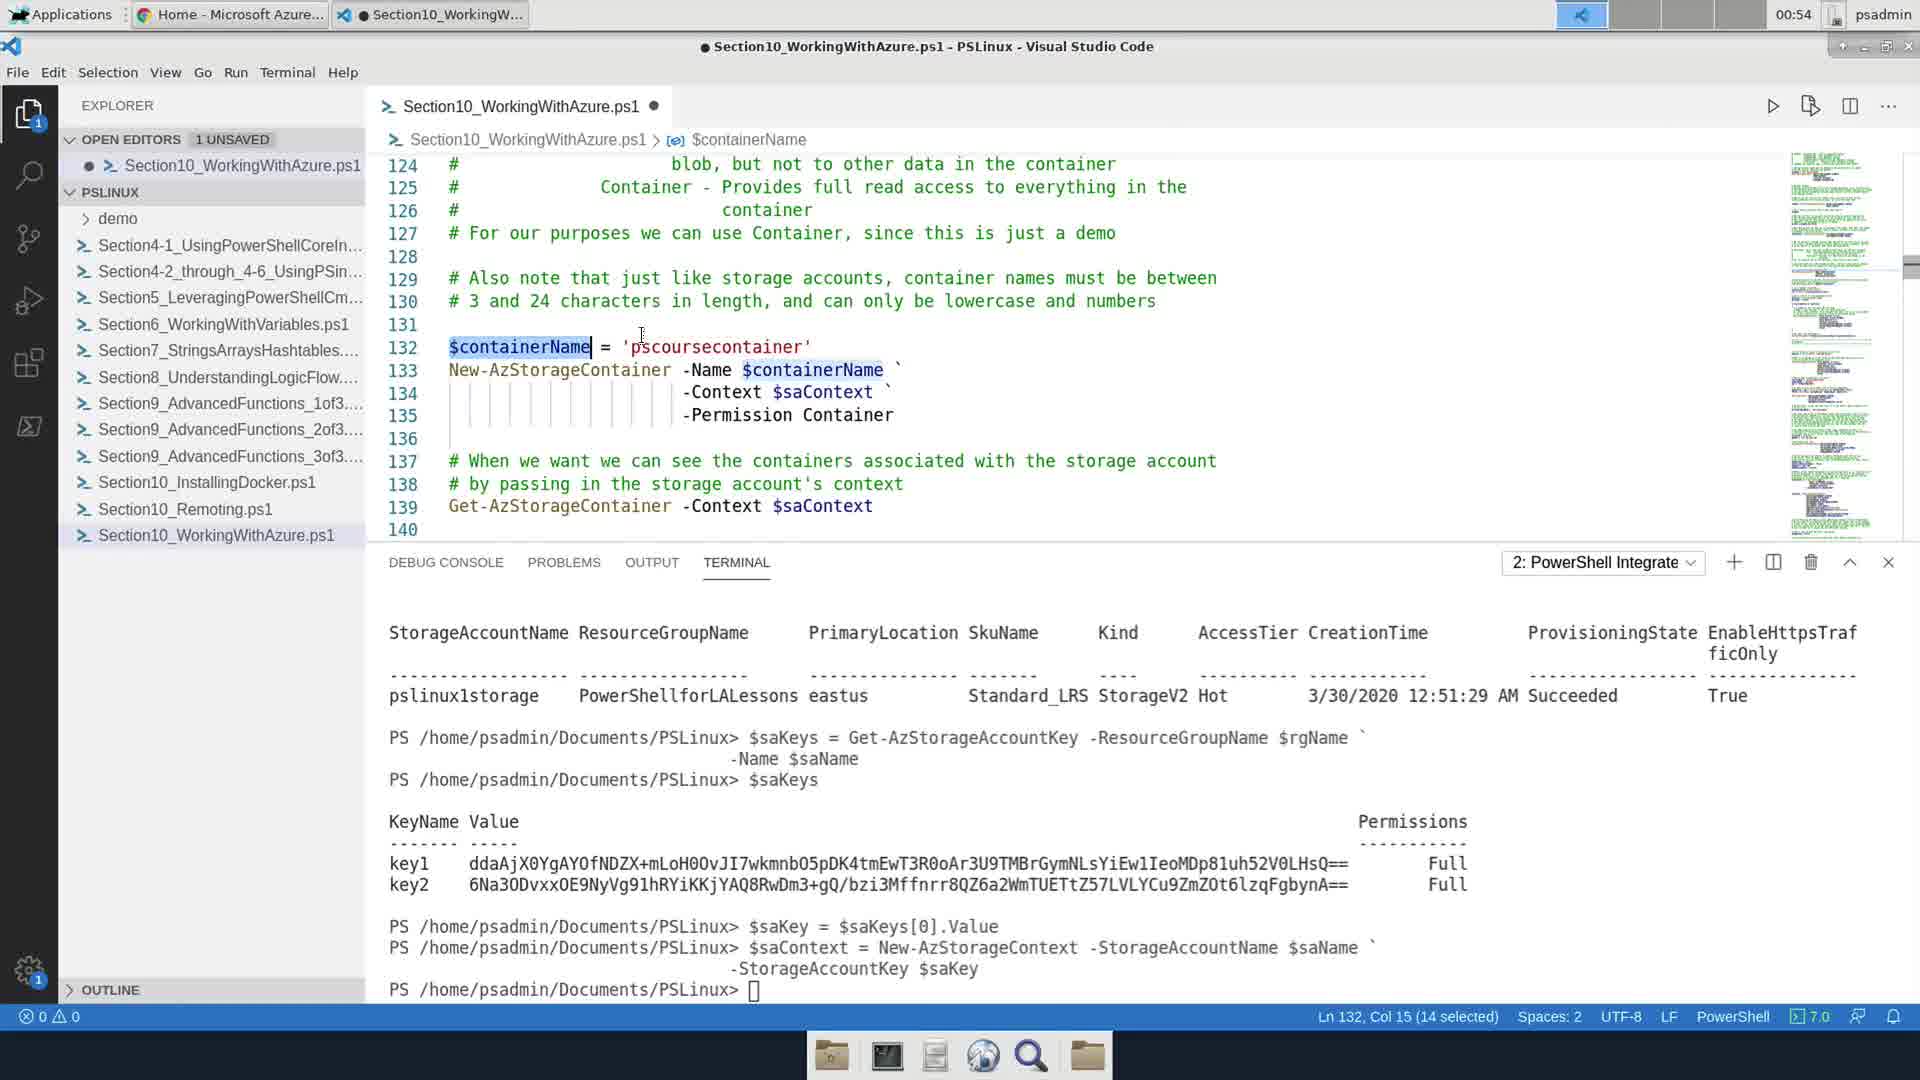 Applications
Home - Microsoft Azure...
Section10_WorkingW...
00:54
psadmin
Section10_WorkingWithAzure.ps1 - PSLinux - Visual Studio Code
File Edit Selection View Go Run Terminal Help
EXPLORER
OPEN EDITORS 1 UNSAVED
Section10_WorkingWithAzure.ps1
PSLINUX
demo
Section4-1_UsingPowerShellCoreIn...
Section4-2_through_4-6_UsingPSin...
Section5_LeveragingPowerShellCm...
Section6_WorkingWithVariables.ps1
Section7_StringsArraysHashtables....
Section8_UnderstandingLogicFlow....
Section9_AdvancedFunctions_1of3....
Section9_AdvancedFunctions_2of3....
Section9_AdvancedFunctions_3of3....
Section10_InstallingDocker.ps1
Section10_Remoting.ps1
Section10_WorkingWithAzure.ps1
OUTLINE
1
1
Section10_WorkingWithAzure.ps1
Section10_WorkingWithAzure.ps1 > $containerName
124 # blob, but not to other data in the container
125 # Container - Provides full read access to everything in the
126 # container
127 # For our purposes we can use Container, since this is just a demo
128
129 # Also note that just like storage accounts, container names must be between
130 # 3 and 24 characters in length, and can only be lowercase and numbers
131
132 $containerName = 'pscoursecontainer'
133 New-AzStorageContainer -Name $containerName `
134 -Context $saContext `
135 -Permission Container
136
137 # When we want we can see the containers associated with the storage account
138 # by passing in the storage account's context
139 Get-AzStorageContainer -Context $saContext
140
DEBUG CONSOLE PROBLEMS OUTPUT TERMINAL
2: PowerShell Integrate
StorageAccountName ResourceGroupName PrimaryLocation SkuName Kind AccessTier CreationTime ProvisioningState EnableHttpsTraf
ficOnly
------------------ ----------------- --------------- ------- ---- ---------- ------------ ----------------- ---------------
pslinux1storage PowerShellforLALessons eastus Standard_LRS StorageV2 Hot 3/30/2020 12:51:29 AM Succeeded True
PS /home/psadmin/Documents/PSLinux> $saKeys = Get-AzStorageAccountKey -ResourceGroupName $rgName `
-Name $saName
PS /home/psadmin/Documents/PSLinux> $saKeys
KeyName Value Permissions
------- ----- -----------
key1 ddaAjX0YgAYOfNDZX+mLoH0OvJI7wkmnbO5pDK4tmEwT3R0oAr3U9TMBrGymNLsYiEw1IeoMDp81uh52V0LHsQ== Full
key2 6Na3ODvxxOE9NyVg91hRYiKKjYAQ8RwDm3+gQ/bzi3Mffnrr8QZ6a2WmTUETtZ57LVLYCu9ZmZOt6lzqFgbynA== Full
PS /home/psadmin/Documents/PSLinux> $saKey = $saKeys[0].Value
PS /home/psadmin/Documents/PSLinux> $saContext = New-AzStorageContext -StorageAccountName $saName `
-StorageAccountKey $saKey
PS /home/psadmin/Documents/PSLinux>
0 0
Ln 132, Col 15 (14 selected) Spaces: 2 UTF-8 LF PowerShell 7.0